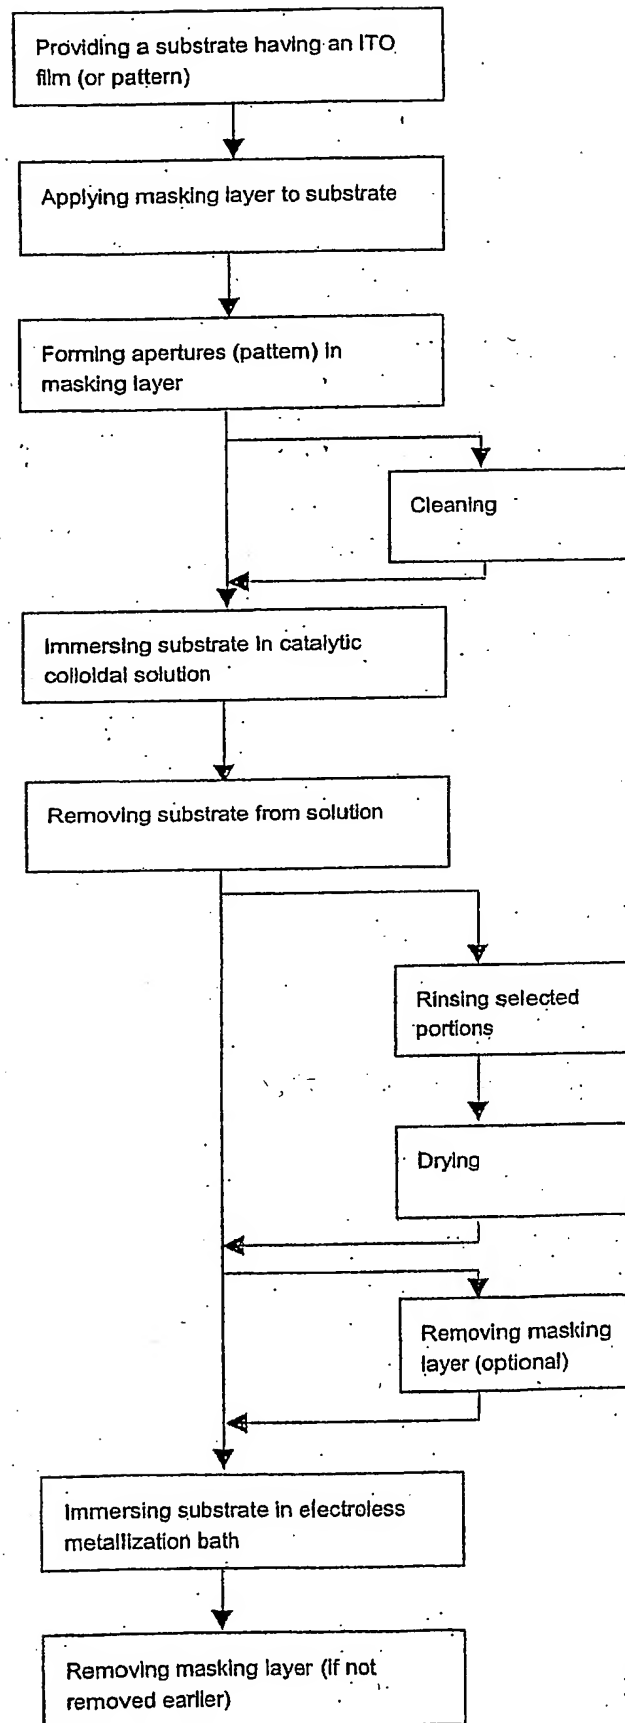 Providing a substrate having an ITO
film (or pattern)
Applying masking layer to substrate
Forming apertures (pattern) in
masking layer
Cleaning
Immersing substrate in catalytic
colloidal solution
Removing substrate from solution
Rinsing selected
portions
Drying
Removing masking
layer (optional)
Immersing substrate in electroless
metallization bath
Removing masking layer (if not
removed earlier)